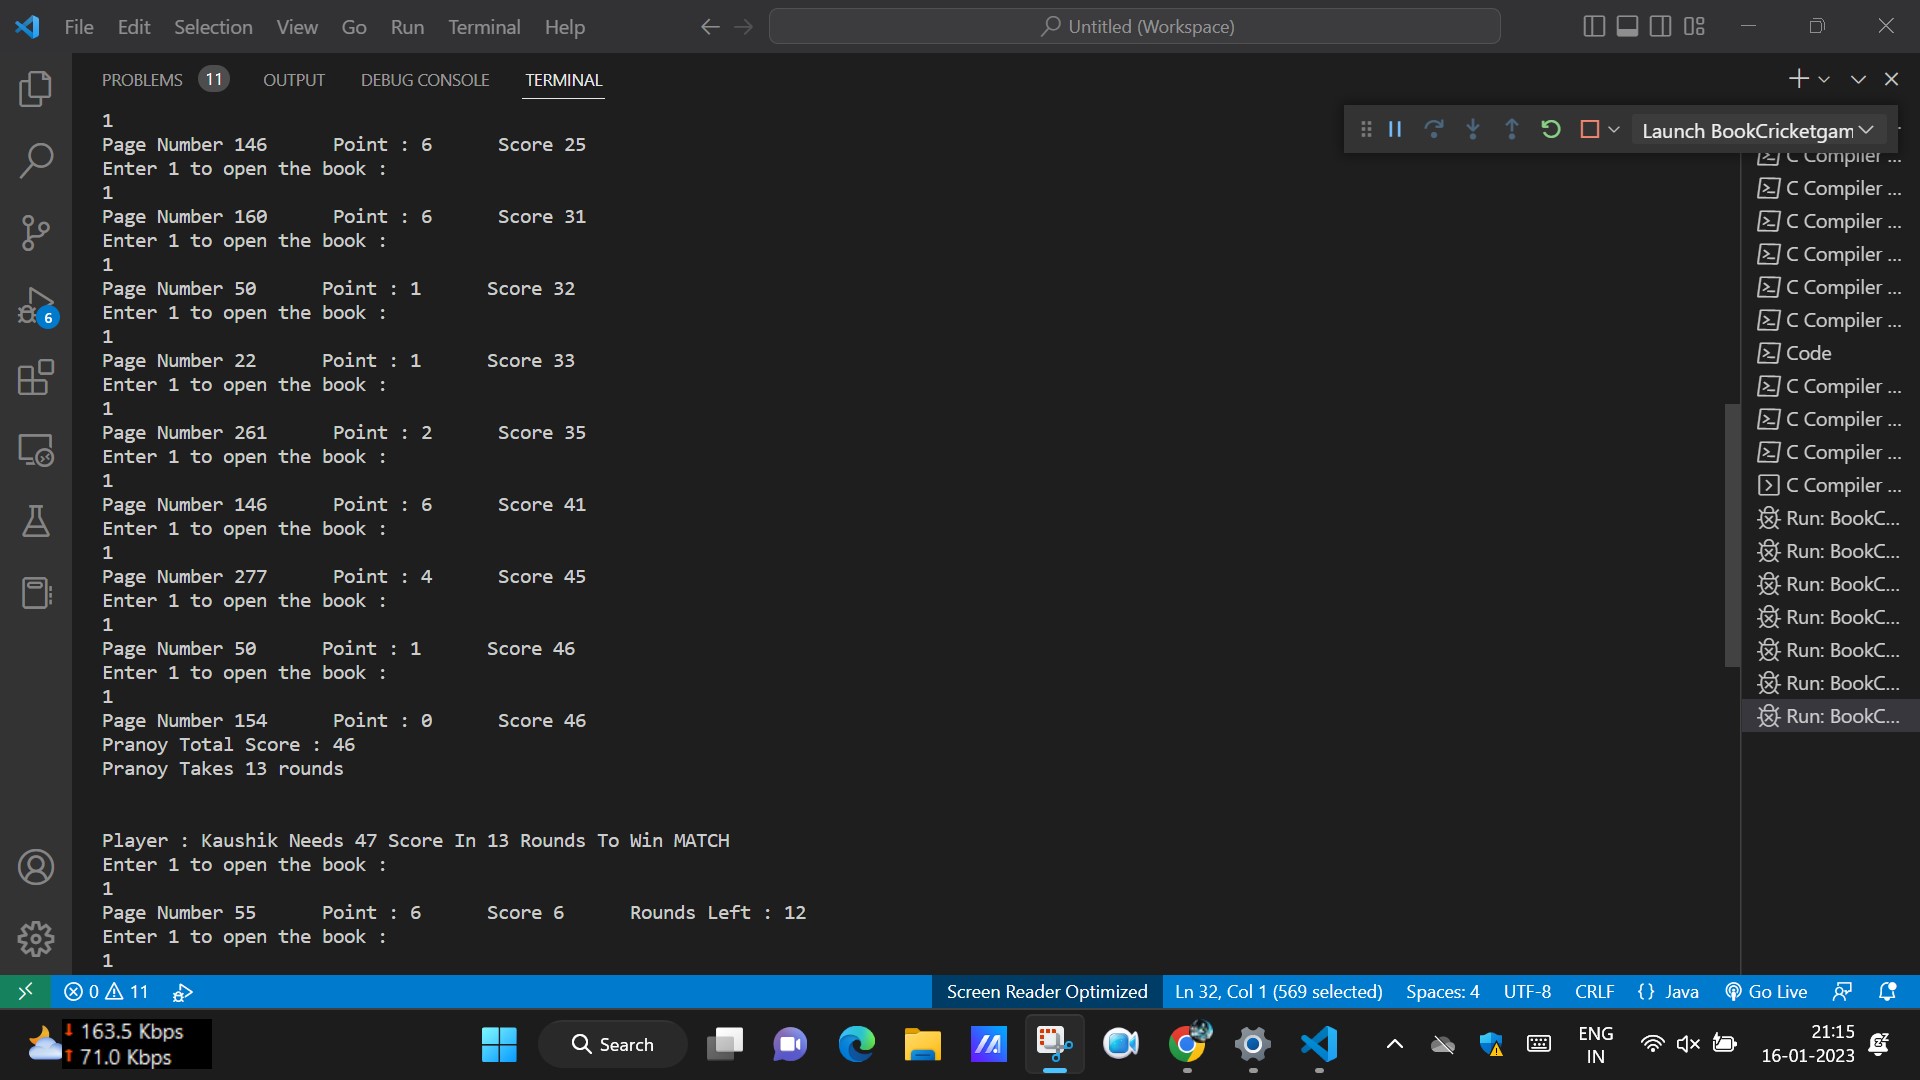 File Edit Selection View Go Run Terminal Help
Untitled (Workspace)
PROBLEMS 11 OUTPUT DEBUG CONSOLE TERMINAL
Launch BookCricketgam
1
Page Number 146 Point : 6 Score 25
Enter 1 to open the book :
1
Page Number 160 Point : 6 Score 31
Enter 1 to open the book :
1
Page Number 50 Point : 1 Score 32
Enter 1 to open the book :
1
Page Number 22 Point : 1 Score 33
Enter 1 to open the book :
1
Page Number 261 Point : 2 Score 35
Enter 1 to open the book :
1
Page Number 146 Point : 6 Score 41
Enter 1 to open the book :
1
Page Number 277 Point : 4 Score 45
Enter 1 to open the book :
1
Page Number 50 Point : 1 Score 46
Enter 1 to open the book :
1
Page Number 154 Point : 0 Score 46
Pranoy Total Score : 46
Pranoy Takes 13 rounds
Player : Kaushik Needs 47 Score In 13 Rounds To Win MATCH
Enter 1 to open the book :
1
Page Number 55 Point : 6 Score 6 Rounds Left : 12
Enter 1 to open the book :
1
C Compiler ...
C Compiler ...
C Compiler ...
C Compiler ...
C Compiler ...
C Compiler ...
Code
C Compiler ...
C Compiler ...
C Compiler ...
C Compiler ...
Run: BookC...
Run: BookC...
Run: BookC...
Run: BookC...
Run: BookC...
Run: BookC...
Run: BookC...
6
0 11
Screen Reader Optimized Ln 32, Col 1 (569 selected) Spaces: 4 UTF-8 CRLF {} Java Go Live
163.5 Kbps
71.0 Kbps
Search
ENG
IN
21:15
16-01-2023